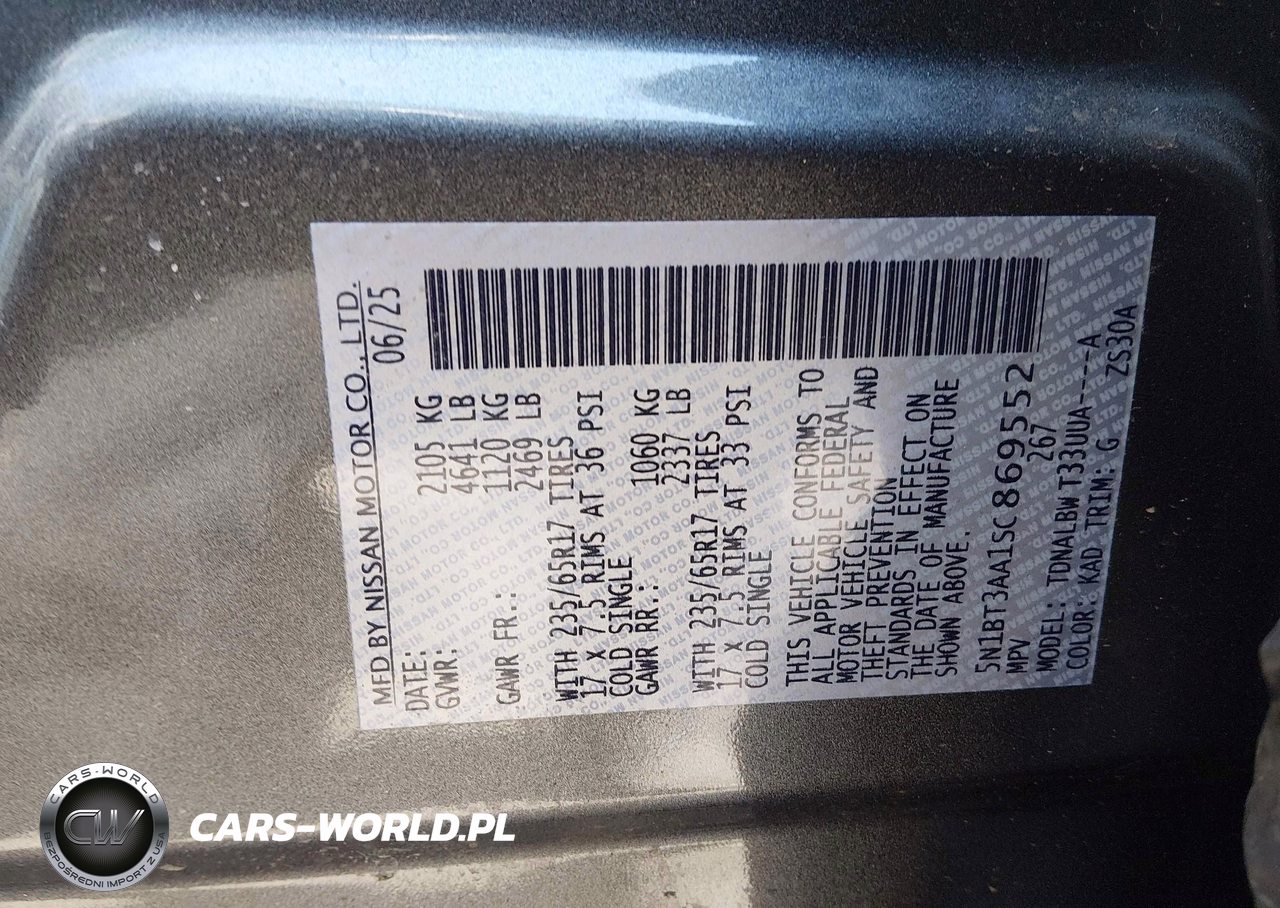 MFD BY NISSAN MOTOR CO., LTD.
DATE: 06/25
GVWR: 2105 KG
4641 LB
GAWR FR.: 1120 KG
2469 LB
WITH 235/65R17 TIRES
17 X 7.5 RIMS AT 36 PSI
COLD SINGLE
GAWR RR.: 1060 KG
2337 LB
WITH 235/65R17 TIRES
17 X 7.5 RIMS AT 33 PSI
COLD SINGLE
THIS VEHICLE CONFORMS TO
ALL APPLICABLE FEDERAL
MOTOR VEHICLE SAFETY AND
THEFT PREVENTION
STANDARDS IN EFFECT ON
THE DATE OF MANUFACTURE
SHOWN ABOVE.
5N1BT3AA1SC869552
MPV 267
MODEL: TDNALBW T33UUA----A
COLOR: KAD TRIM: G ZS30A
CARS-WORLD
CW
BEZPOŚREDNI IMPORT Z USA
CARS-WORLD.PL